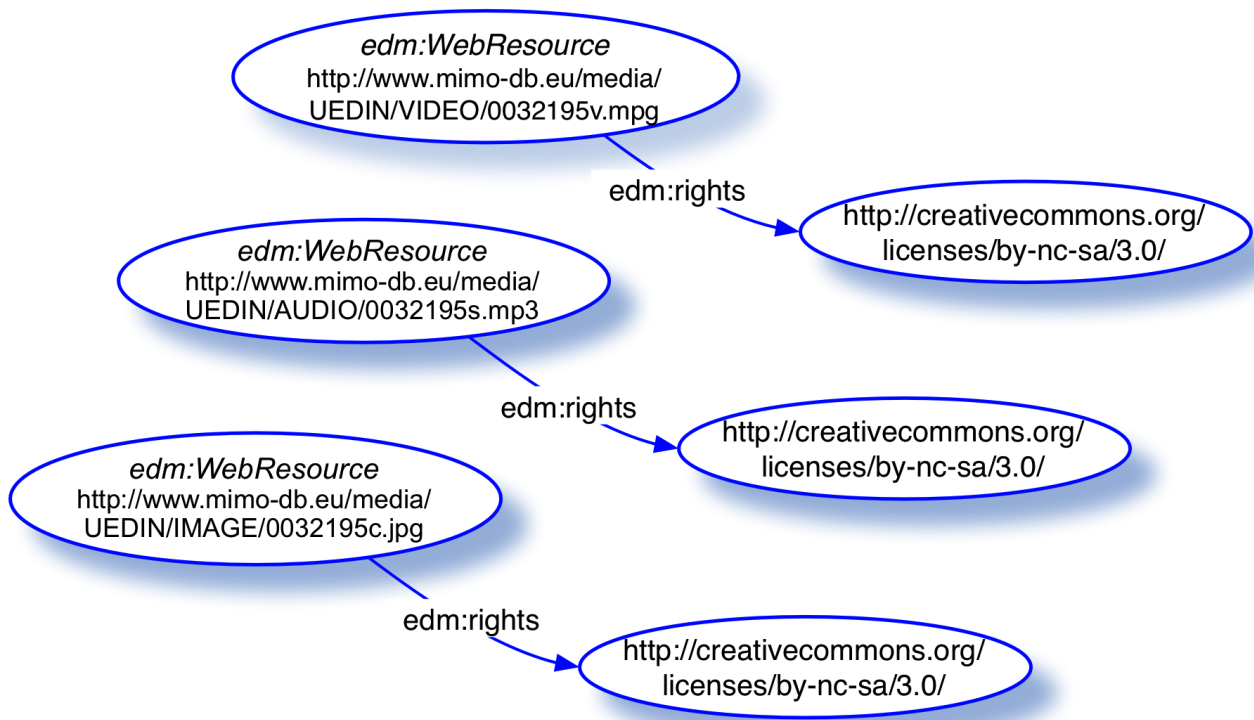 edm:WebResource
http://www.mimo-db.eu/media/
UEDIN/VIDEO/0032195v.mpg
edm:rights
http://creativecommons.org/
licenses/by-nc-sa/3.0/
edm:WebResource
http://www.mimo-db.eu/media/
UEDIN/AUDIO/0032195s.mp3
edm:rights
http://creativecommons.org/
licenses/by-nc-sa/3.0/
edm:WebResource
http://www.mimo-db.eu/media/
UEDIN/IMAGE/0032195c.jpg
edm:rights
http://creativecommons.org/
licenses/by-nc-sa/3.0/